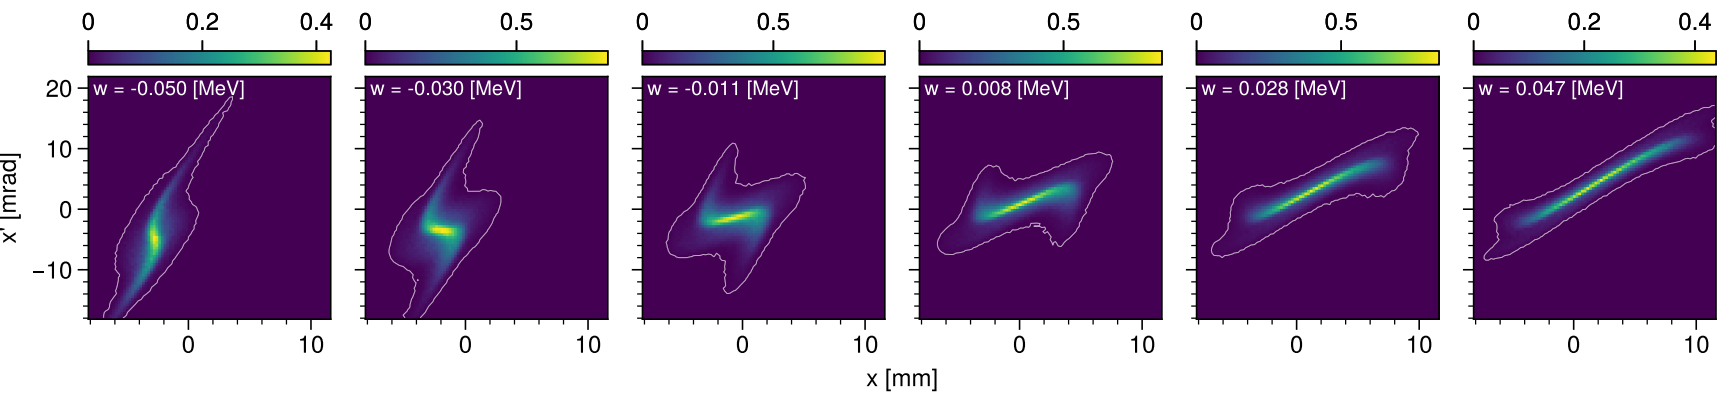 0 0.2 0.4 0 0.5 0 0.5 0 0.5 0 0.5 0 0.2 0.4
w = -0.050 [MeV] w = -0.030 [MeV] w = -0.011 [MeV] w = 0.008 [MeV] w = 0.028 [MeV] w = 0.047 [MeV]
20
10
0
−10
x' [mrad]
0 10 0 10 0 10 0 10 0 10 0 10
x [mm]